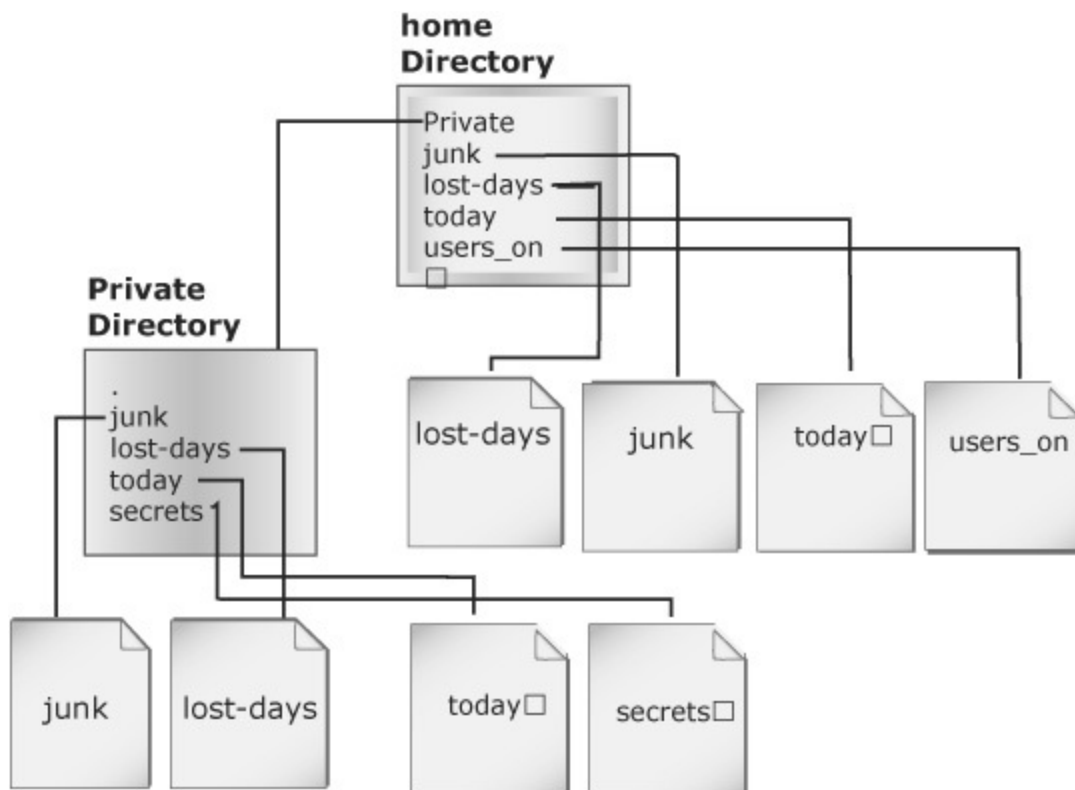 home
Directory
Private
junk
lost-days
today
users_on
□
Private
Directory
.
junk
lost-days
today
secrets
lost-days
junk
today□
users_on
junk
lost-days
today□
secrets□